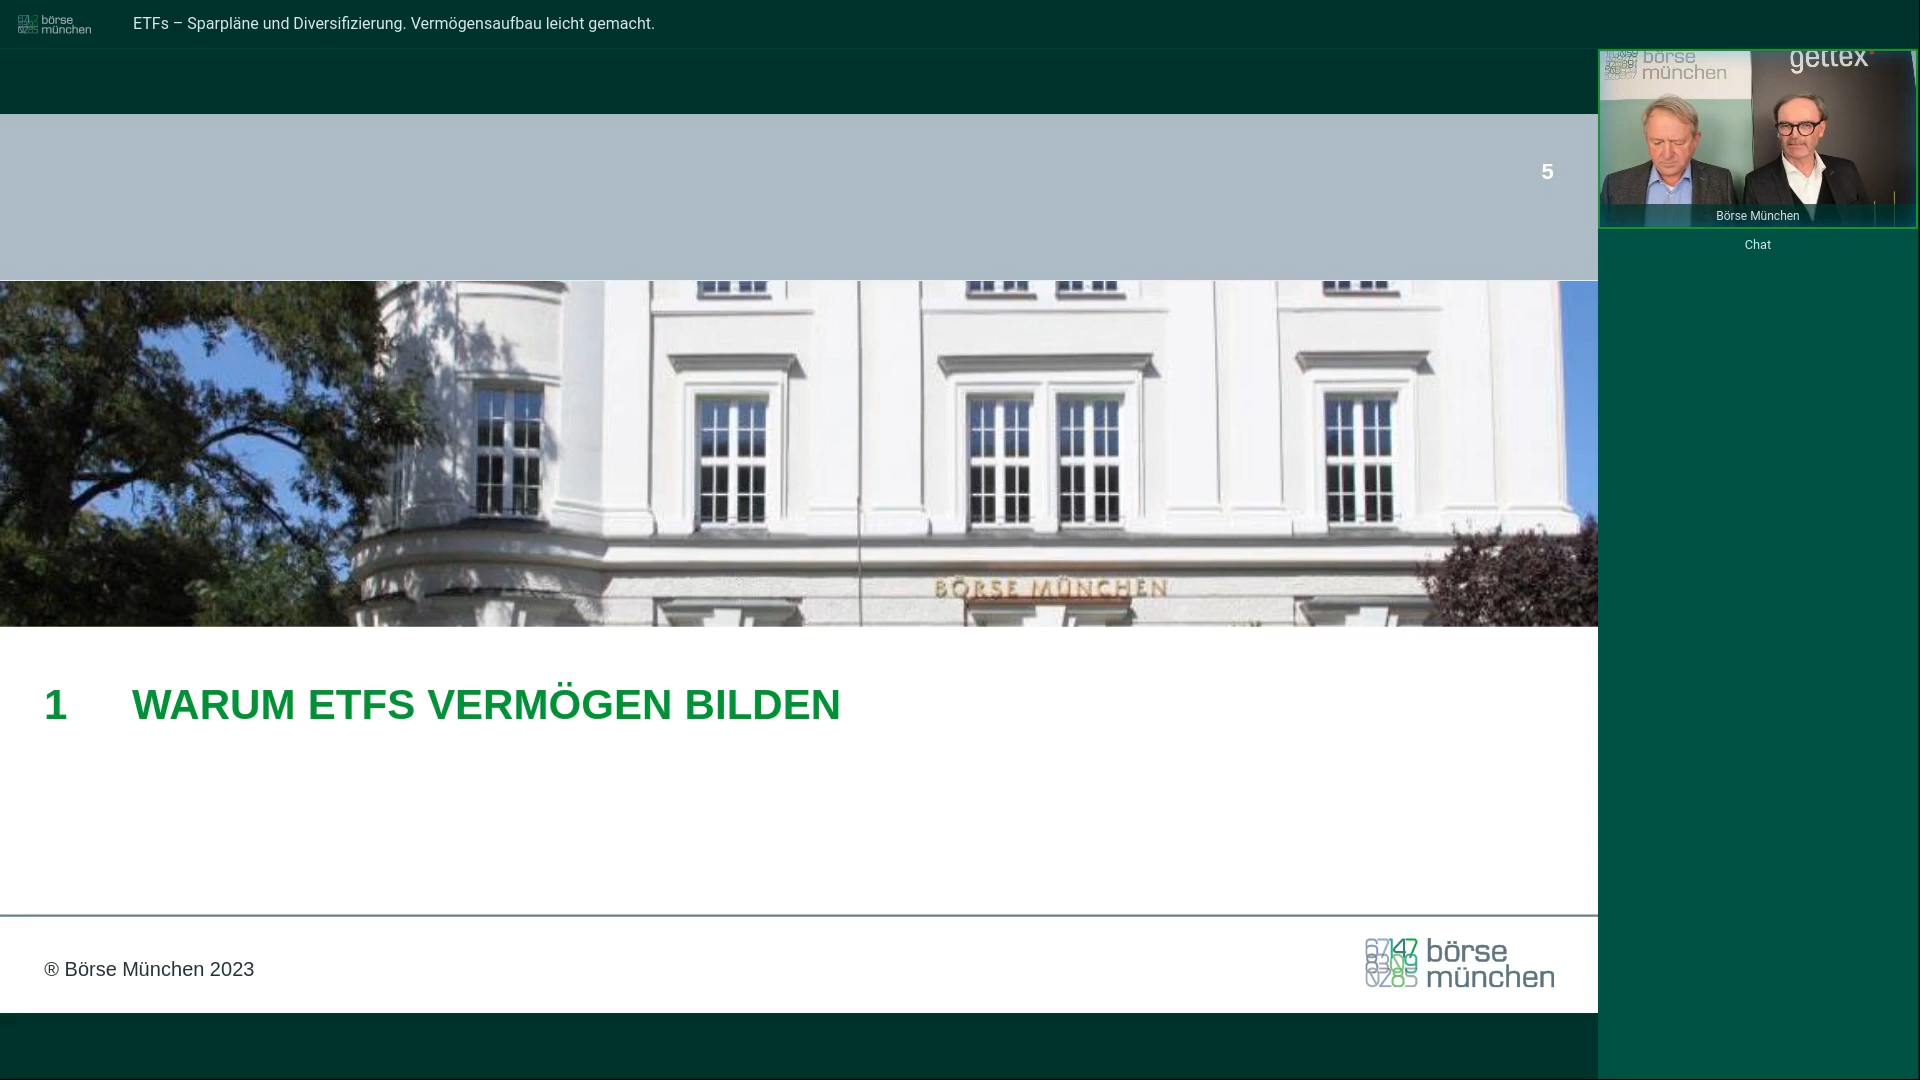 börse
münchen
ETFs – Sparpläne und Diversifizierung. Vermögensaufbau leicht gemacht.
börse
münchen
gettex
Börse München
Chat
5
BÖRSE MÜNCHEN
1 WARUM ETFS VERMÖGEN BILDEN
® Börse München 2023
börse
münchen